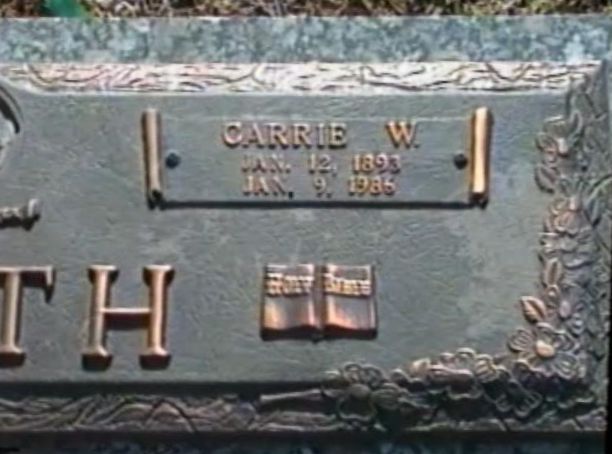 CARRIE W.
JAN. 12, 1893
JAN. 9, 1986
TH
HOLY BIBLE